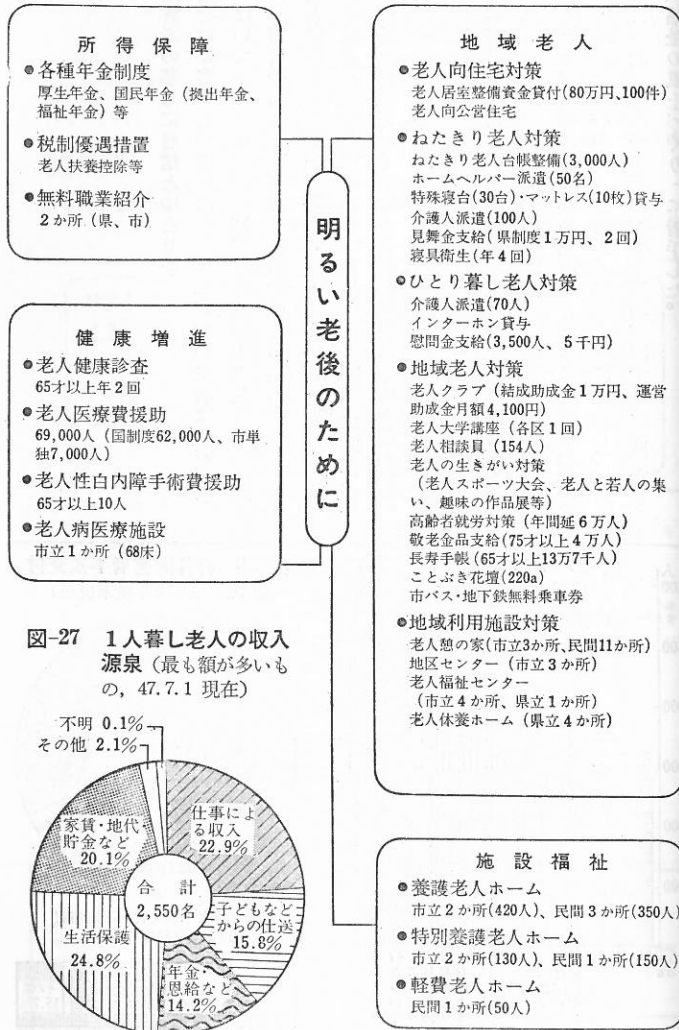 所得保障
●各種年金制度
厚生年金、国民年金（拠出年金、
福祉年金）等
●税制優遇措置
老人扶養控除等
●無料職業紹介
2か所（県、市）
健康増進
●老人健康診査
65才以上年2回
●老人医療費援助
69,000人（国制度62,000人、市単
独7,000人）
●老人性白内障手術費援助
65才以上10人
●老人病医療施設
市立1か所（68床）
明るい老後のために
地域老人
●老人向住宅対策
老人居室整備資金貸付(80万円、100件)
老人向公営住宅
●ねたきり老人対策
ねたきり老人台帳整備(3,000人)
ホームヘルパー派遣(50名)
特殊寝台(30台)・マットレス(10枚)貸与
介護人派遣(100人)
見舞金支給(県制度1万円、2回)
寝具衛生(年4回)
●ひとり暮し老人対策
介護人派遣(70人)
インターホン貸与
慰問金支給(3,500人、5千円)
●地域老人対策
老人クラブ（結成助成金1万円、運営
助成金月額4,100円）
老人大学講座（各区1回）
老人相談員（154人）
老人の生きがい対策
（老人スポーツ大会、老人と若人の集
い、趣味の作品展等）
高齢者就労対策（年間延6万人）
敬老金品支給(75才以上4万人)
長寿手帳(65才以上13万7千人)
ことぶき花壇(220a)
市バス・地下鉄無料乗車券
●地域利用施設対策
老人憩の家(市立3か所、民間11か所)
地区センター（市立3か所）
老人福祉センター
（市立4か所、県立1か所）
老人休養ホーム（県立4か所）
施設福祉
●養護老人ホーム
市立2か所(420人)、民間3か所(350人)
●特別養護老人ホーム
市立2か所(130人)、民間1か所(150人)
●軽費老人ホーム
民間1か所(50人)
図-27 1人暮し老人の収入
源泉（最も額が多いも
の，47.7.1現在）
不明 0.1%
その他 2.1%
家賃・地代・
貯金など
20.1%
仕事によ
る収入
22.9%
合計
2,550名
子どもなど
からの仕送
15.8%
生活保護
24.8%
年金・
恩給など
14.2%